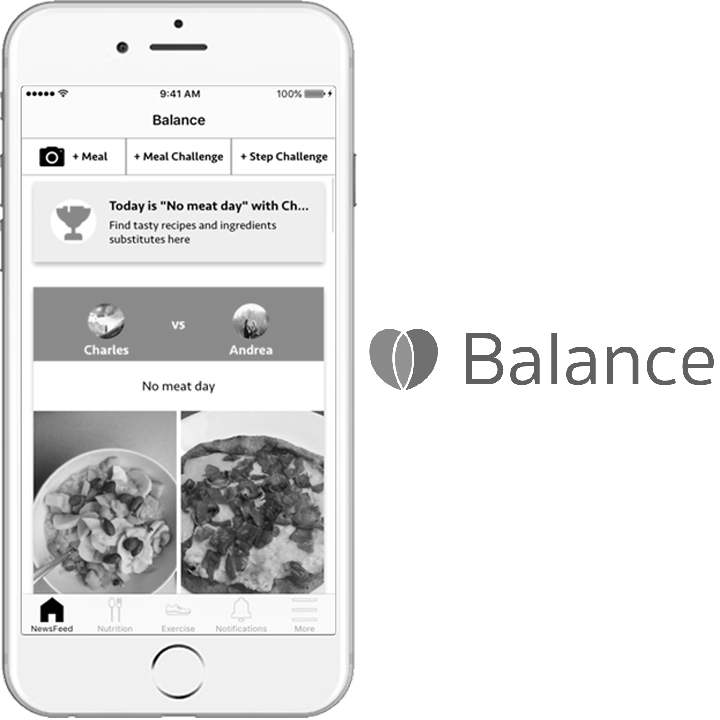 9:41 AM
100%
Balance
+ Meal
+ Meal Challenge
+ Step Challenge
Today is "No meat day" with Ch...
Find tasty recipes and ingredients
substitutes here
vs
Charles
Andrea
No meat day
NewsFeed
Nutrition
Exercise
Notifications
More
Balance